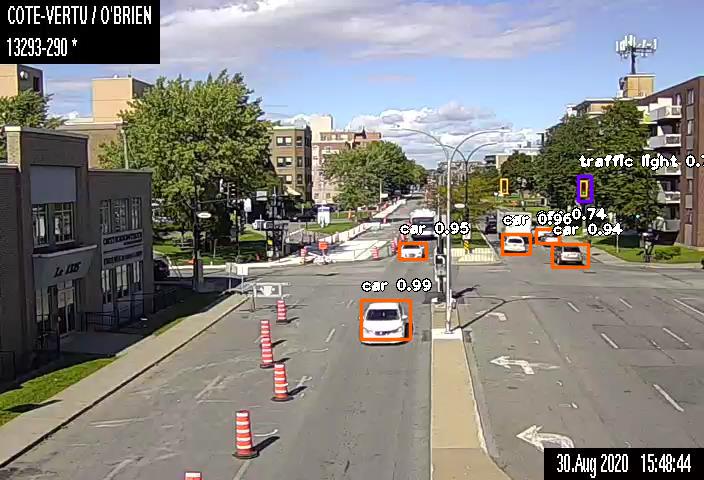 COTE-VERTU / O'BRIEN
13293-290 *
traffic light 0.7
car 0.96
0.74
car 0.95
car 0.94
car 0.99
Le 1315
30.Aug 2020 15:48:44